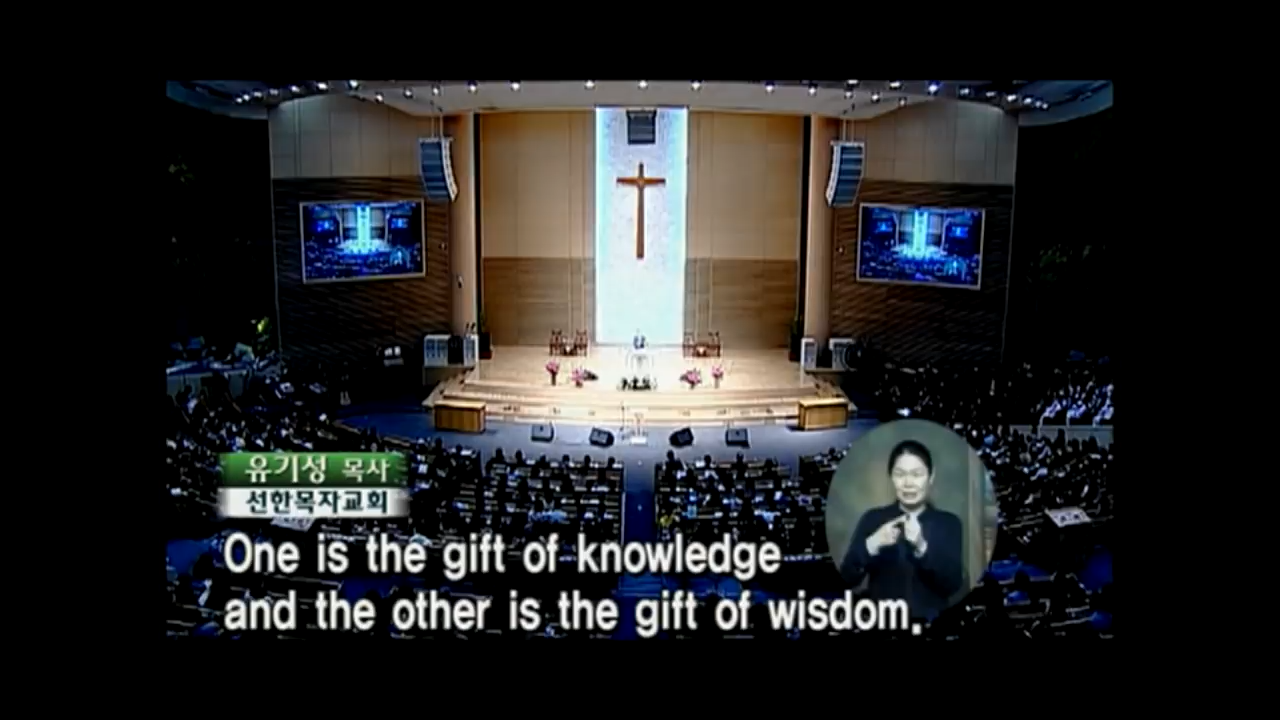 유기성 목사
선한목자교회
One is the gift of knowledge
and the other is the gift of wisdom.